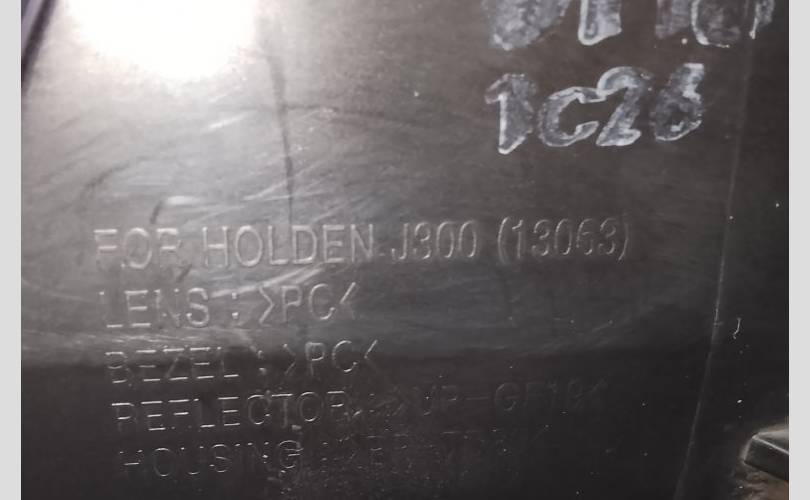 1C26
FOR HOLDEN J300 (13063)
LENS : >PC<
BEZEL : >PC<
REFLECTOR
HOUSING